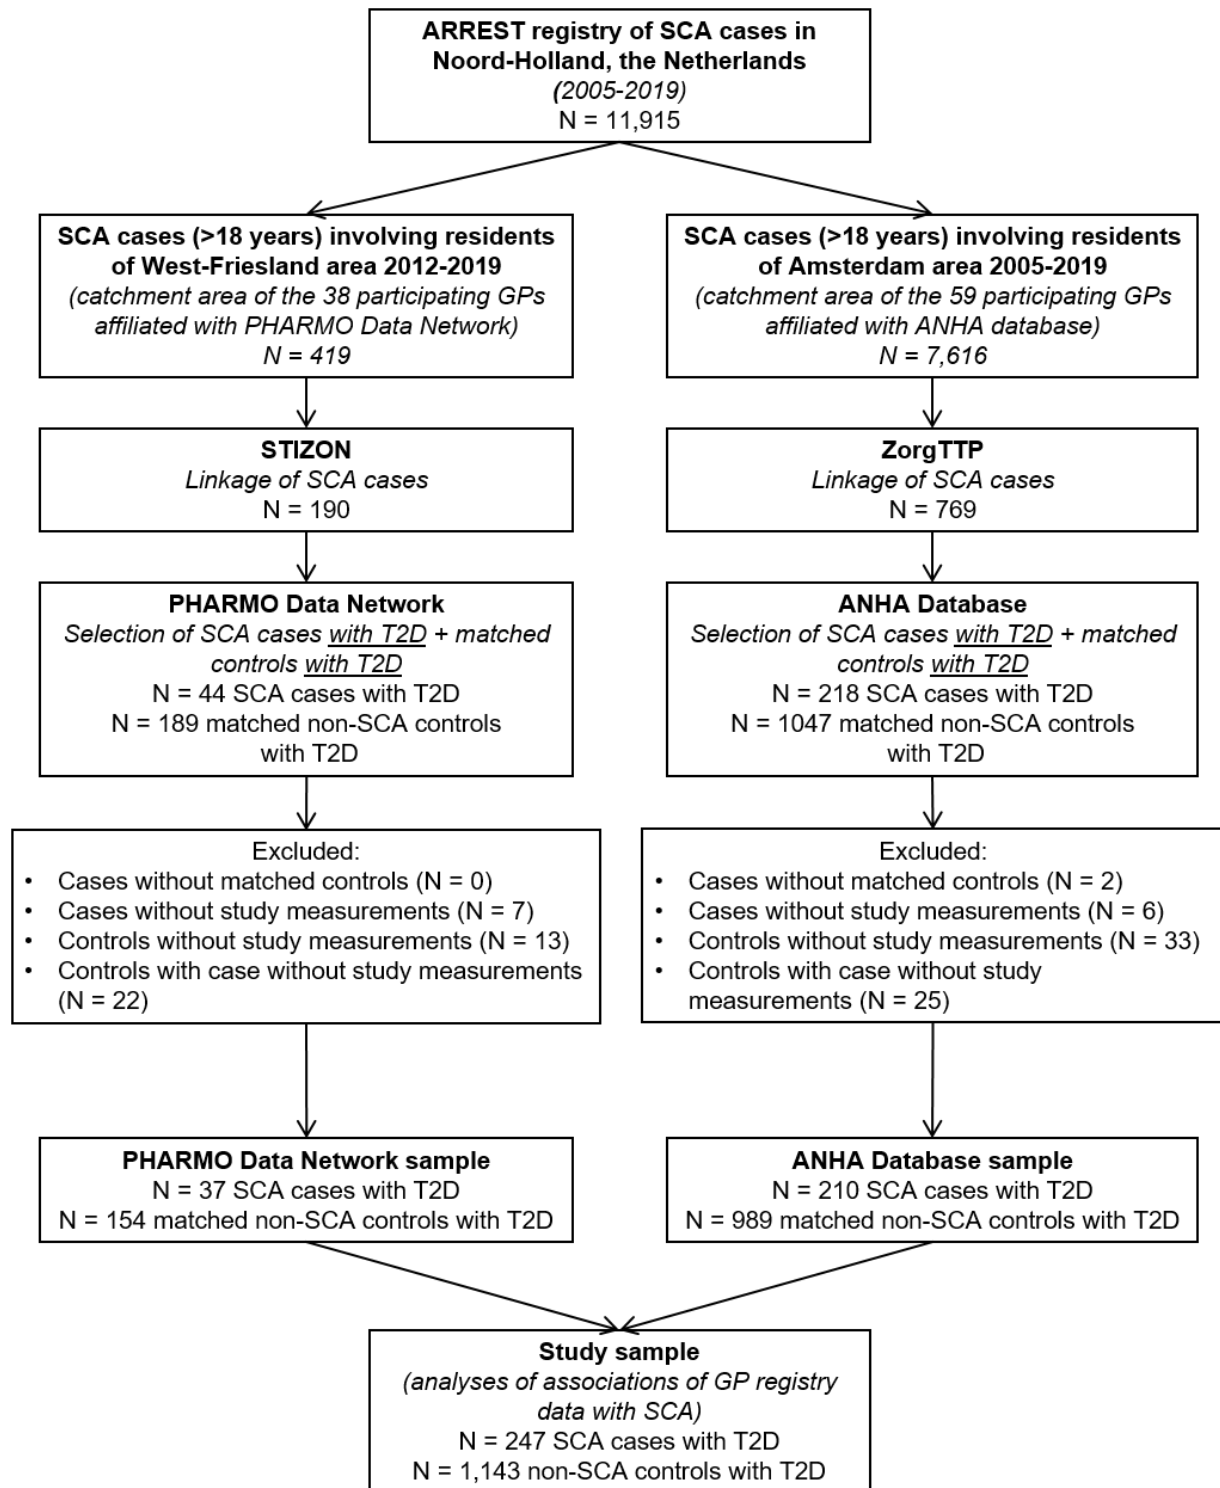 ARREST registry of SCA cases in
Noord-Holland, the Netherlands
(2005-2019)
N = 11,915
SCA cases (>18 years) involving residents
of West-Friesland area 2012-2019
(catchment area of the 38 participating GPs
affiliated with PHARMO Data Network)
N = 419
SCA cases (>18 years) involving residents
of Amsterdam area 2005-2019
(catchment area of the 59 participating GPs
affiliated with ANHA database)
N = 7,616
STIZON
Linkage of SCA cases
N = 190
ZorgTTP
Linkage of SCA cases
N = 769
PHARMO Data Network
Selection of SCA cases with T2D + matched
controls with T2D
N = 44 SCA cases with T2D
N = 189 matched non-SCA controls
with T2D
ANHA Database
Selection of SCA cases with T2D + matched
controls with T2D
N = 218 SCA cases with T2D
N = 1047 matched non-SCA controls
with T2D
Excluded:
• Cases without matched controls (N = 0)
• Cases without study measurements (N = 7)
• Controls without study measurements (N = 13)
• Controls with case without study measurements
(N = 22)
Excluded:
• Cases without matched controls (N = 2)
• Cases without study measurements (N = 6)
• Controls without study measurements (N = 33)
• Controls with case without study
measurements (N = 25)
PHARMO Data Network sample
N = 37 SCA cases with T2D
N = 154 matched non-SCA controls with T2D
ANHA Database sample
N = 210 SCA cases with T2D
N = 989 matched non-SCA controls with T2D
Study sample
(analyses of associations of GP registry
data with SCA)
N = 247 SCA cases with T2D
N = 1,143 non-SCA controls with T2D